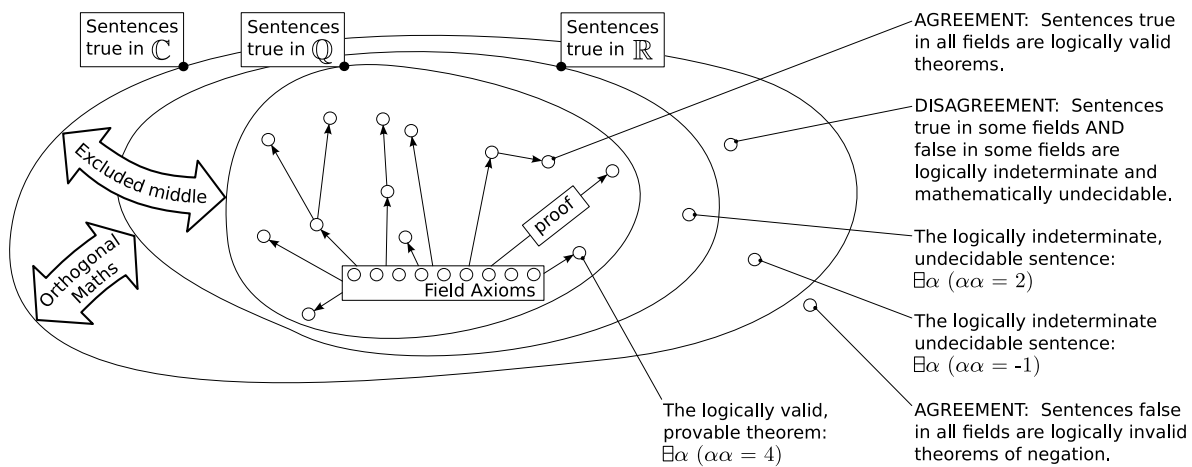 Sentences
true in ℂ
Sentences
true in ℚ
Sentences
true in ℝ
AGREEMENT: Sentences true
in all fields are logically valid
theorems.
DISAGREEMENT: Sentences
true in some fields AND
false in some fields are
logically indeterminate and
mathematically undecidable.
Excluded middle
Orthogonal
Maths
proof
Field Axioms
The logically indeterminate,
undecidable sentence:
∃α (αα = 2)
The logically indeterminate
undecidable sentence:
∃α (αα = -1)
The logically valid,
provable theorem:
∃α (αα = 4)
AGREEMENT: Sentences false
in all fields are logically invalid
theorems of negation.